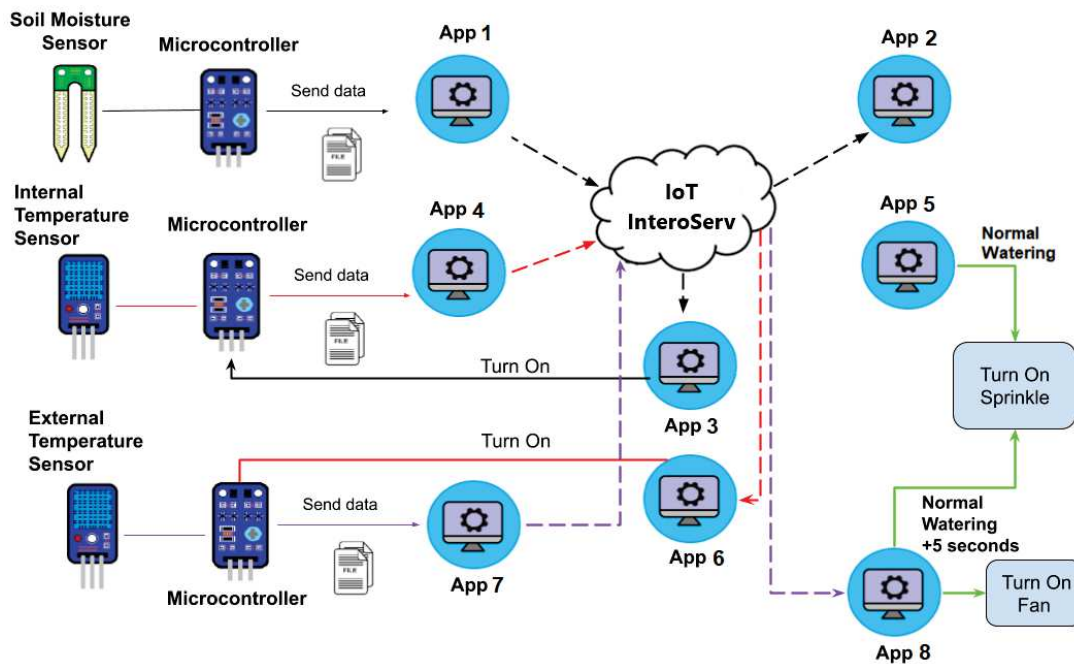 Soil Moisture
Sensor
Microcontroller
Send data
FILE
App 1
App 2
IoT
InteroServ
Internal
Temperature
Sensor
Microcontroller
Send data
FILE
App 4
App 5
Normal
Watering
Turn On
Sprinkle
Turn On
App 3
External
Temperature
Sensor
Turn On
Microcontroller
Send data
FILE
App 7
App 6
Normal
Watering
+5 seconds
App 8
Turn On
Fan